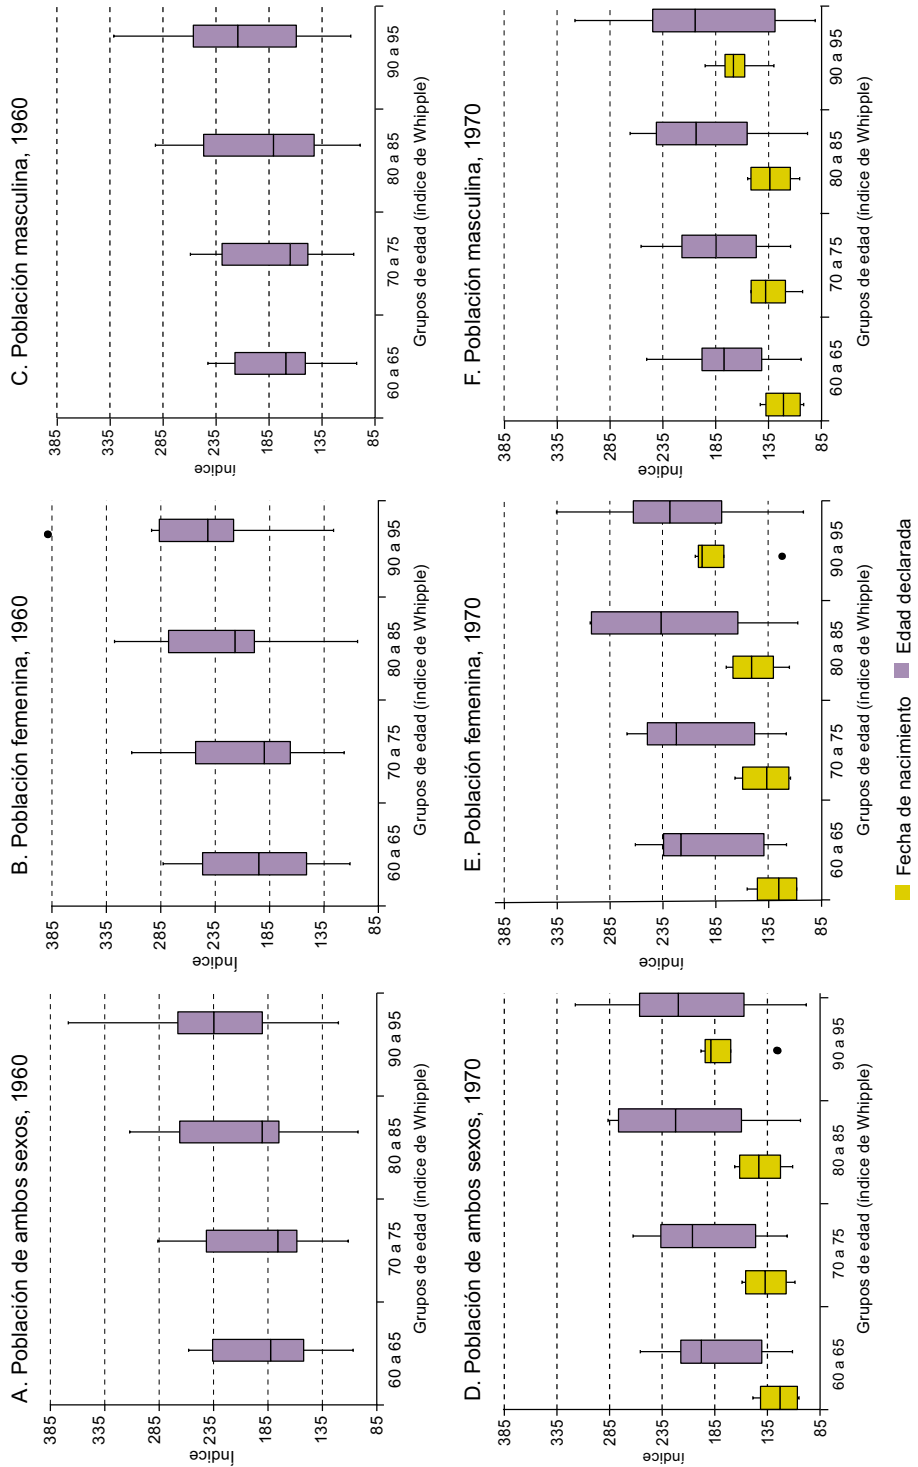 A. Población de ambos sexos, 1960
Índice
385
335
285
235
185
135
85
60 a 65
70 a 75
80 a 85
90 a 95
Grupos de edad (índice de Whipple)
B. Población femenina, 1960
Índice
385
335
285
235
185
135
85
60 a 65
70 a 75
80 a 85
90 a 95
Grupos de edad (índice de Whipple)
C. Población masculina, 1960
índice
385
335
285
235
185
135
85
60 a 65
70 a 75
80 a 85
90 a 95
Grupos de edad (índice de Whipple)
D. Población de ambos sexos, 1970
índice
385
335
285
235
185
135
85
60 a 65
70 a 75
80 a 85
90 a 95
Grupos de edad (índice de Whipple)
E. Población femenina, 1970
índice
385
335
285
235
185
135
85
60 a 65
70 a 75
80 a 85
90 a 95
Grupos de edad (índice de Whipple)
F. Población masculina, 1970
índice
385
335
285
235
185
135
85
60 a 65
70 a 75
80 a 85
90 a 95
Grupos de edad (índice de Whipple)
Fecha de nacimiento Edad declarada